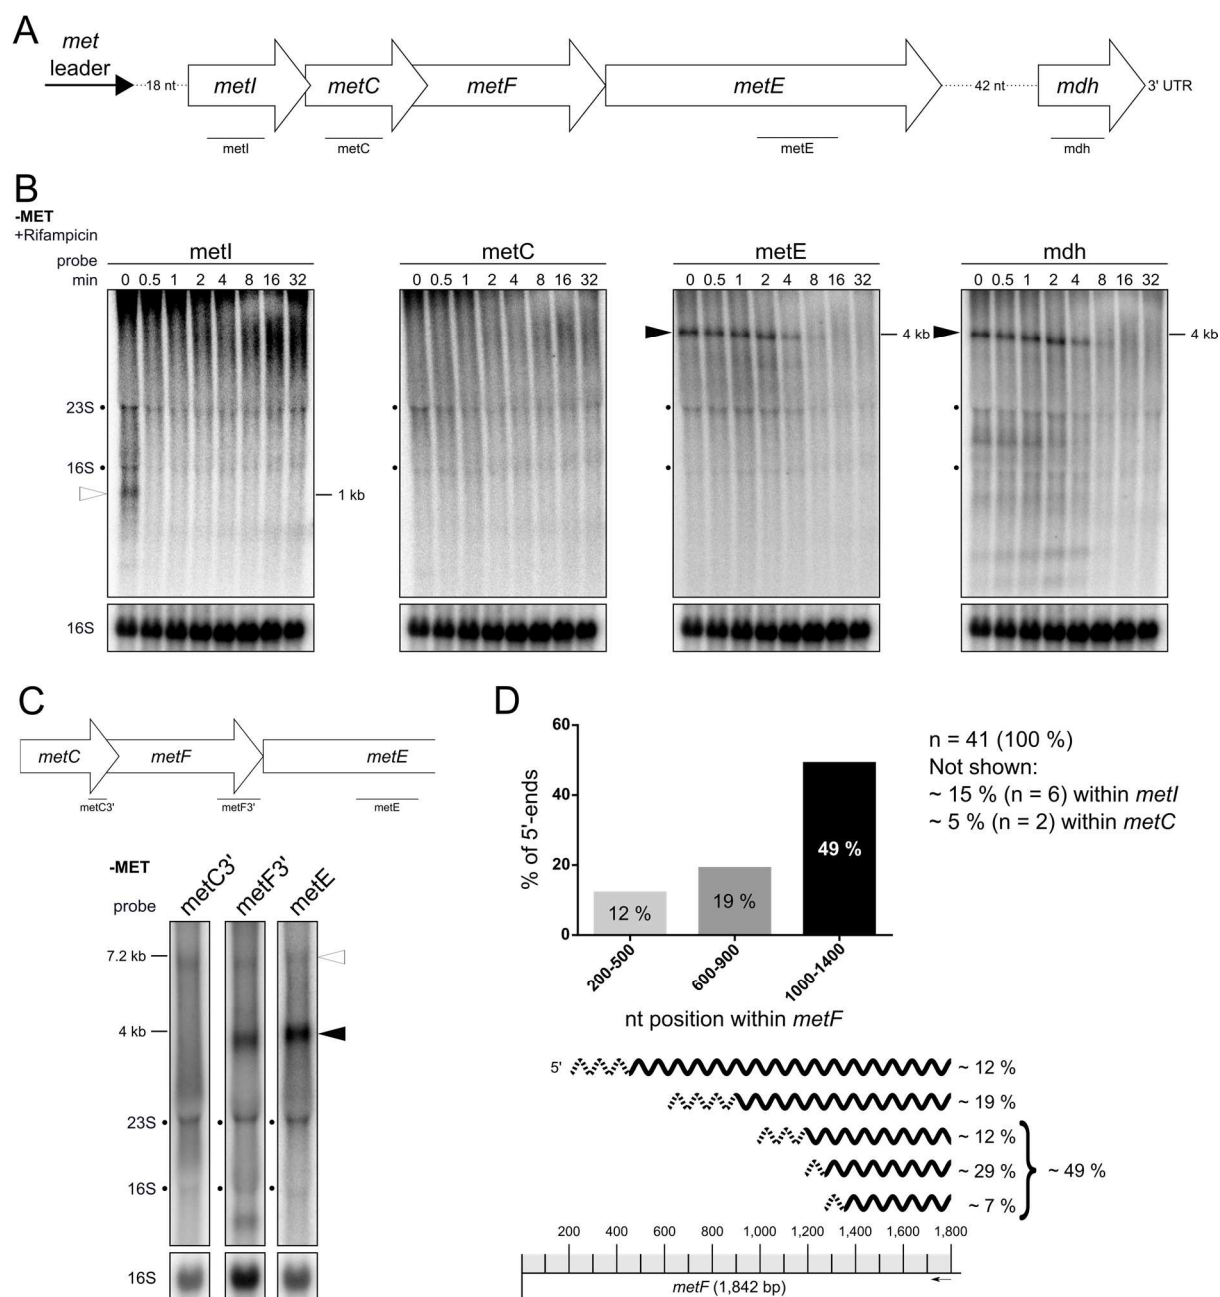 A
met
leader
18 nt
metI
metC
metF
metE
42 nt
mdh
3' UTR
metI
metC
metE
mdh
B
-MET
+Rifampicin
probe
min
metI
0 0.5 1 2 4 8 16 32
metC
0 0.5 1 2 4 8 16 32
metE
0 0.5 1 2 4 8 16 32
mdh
0 0.5 1 2 4 8 16 32
4 kb
4 kb
23S
16S
1 kb
16S
C
metC
metF
metE
metC3'
metF3'
metE
-MET
probe
metC3'
metF3'
metE
7.2 kb
4 kb
23S
16S
16S
D
% of 5'-ends
60
40
20
0
12 %
19 %
49 %
200-500
600-900
1000-1400
nt position within metF
n = 41 (100 %)
Not shown:
~ 15 % (n = 6) within metI
~ 5 % (n = 2) within metC
5'
~ 12 %
~ 19 %
~ 12 %
~ 29 %
~ 7 %
~ 49 %
200 400 600 800 1,000 1,200 1,400 1,600 1,800
metF (1,842 bp)